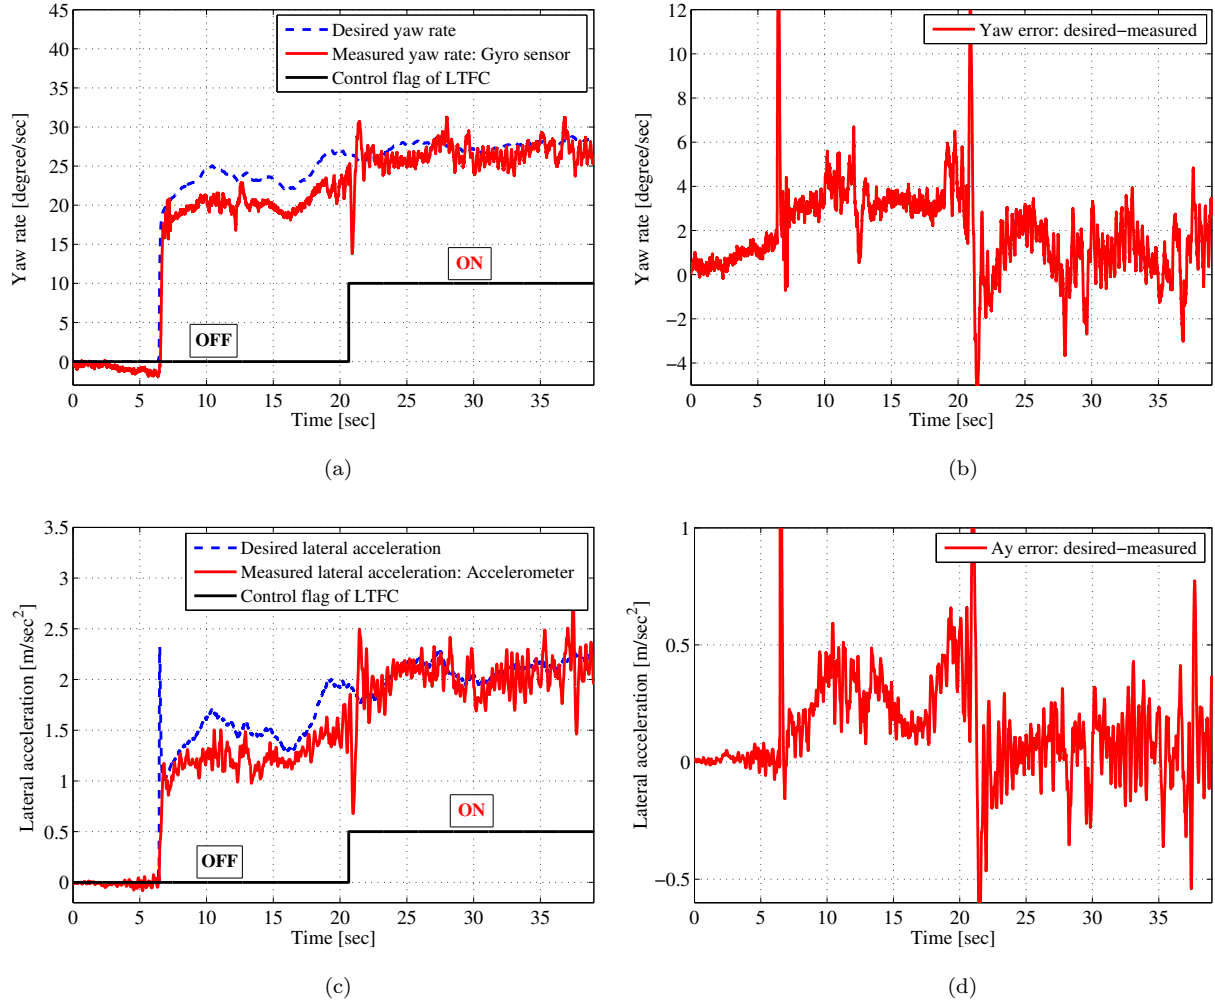 45
40
35
30
25
20
15
10
5
0
Yaw rate [degree/sec]
Desired yaw rate
Measured yaw rate: Gyro sensor
Control flag of LTFC
ON
OFF
0 5 10 15 20 25 30 35
Time [sec]
(a)
12
10
8
6
4
2
0
−2
−4
Yaw rate [degree/sec]
Yaw error: desired−measured
0 5 10 15 20 25 30 35
Time [sec]
(b)
3.5
3
2.5
2
1.5
1
0.5
0
Lateral acceleration [m/sec²]
Desired lateral acceleration
Measured lateral acceleration: Accelerometer
Control flag of LTFC
ON
OFF
0 5 10 15 20 25 30 35
Time [sec]
(c)
1
0.5
0
−0.5
Lateral acceleration [m/sec²]
Ay error: desired−measured
0 5 10 15 20 25 30 35
Time [sec]
(d)